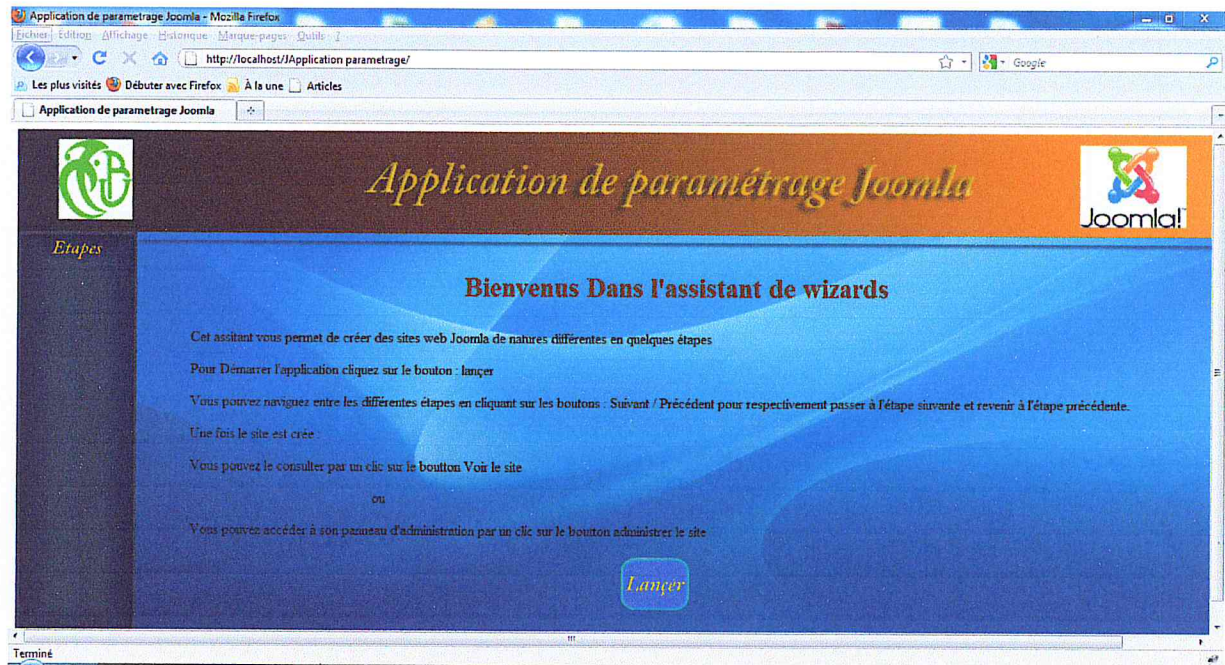 Application de parametrage Joomla - Mozilla Firefox
Fichier Édition Affichage Historique Marque-pages Outils ?
http://localhost/JApplication parametrage/
Google
Les plus visités Débuter avec Firefox À la une Articles
Application de parametrage Joomla
Application de paramétrage Joomla
Joomla!
Etapes
Bienvenus Dans l'assistant de wizards
Cet assitant vous permet de créer des sites web Joomla de natures différentes en quelques étapes
Pour Démarrer l'application cliquez sur le bouton : lançer
Vous pouvez naviguez entre les différentes étapes en cliquant sur les boutons : Suivant / Précédent pour respectivement passer à l'étape siuvante et revenir à l'étape précédente.
Une fois le site est crée :
Vous pouvez le consulter par un clic sur le boutton Voir le site
ou
Vous pouvez accéder à son panneau d'administration par un clic sur le boutton administrer le site
Lançer
Terminé